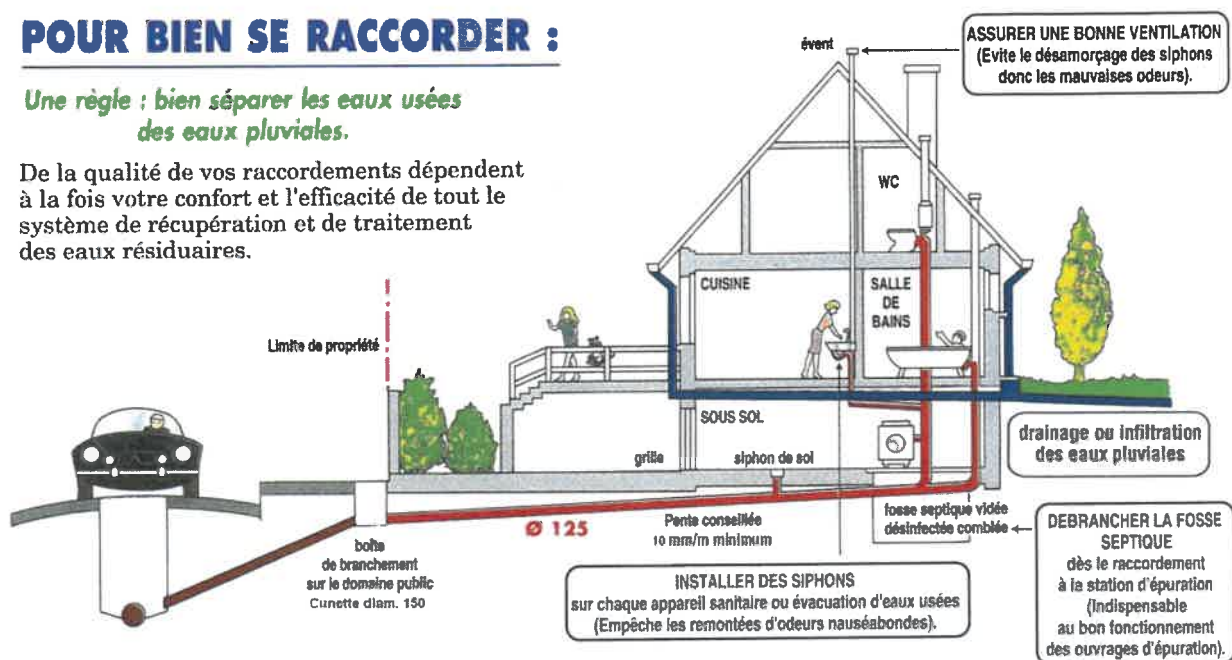 POUR BIEN SE RACCORDER :
Une règle : bien séparer les eaux usées
des eaux pluviales.
De la qualité de vos raccordements dépendent
à la fois votre confort et l'efficacité de tout le
système de récupération et de traitement
des eaux résiduaires.
évent
ASSURER UNE BONNE VENTILATION
(Evite le désamorçage des siphons
donc les mauvaises odeurs).
WC
CUISINE
SALLE
DE
BAINS
Limite de propriété
SOUS SOL
grille
siphon de sol
drainage ou infiltration
des eaux pluviales
Ø 125
Pente conseillée
10 mm/m minimum
fosse septique vidée
désinfectée comblée
boîte
de branchement
sur le domaine public
Cunette diam. 150
INSTALLER DES SIPHONS
sur chaque appareil sanitaire ou évacuation d'eaux usées
(Empêche les remontées d'odeurs nauséabondes).
DEBRANCHER LA FOSSE
SEPTIQUE
dès le raccordement
à la station d'épuration
(Indispensable
au bon fonctionnement
des ouvrages d'épuration).